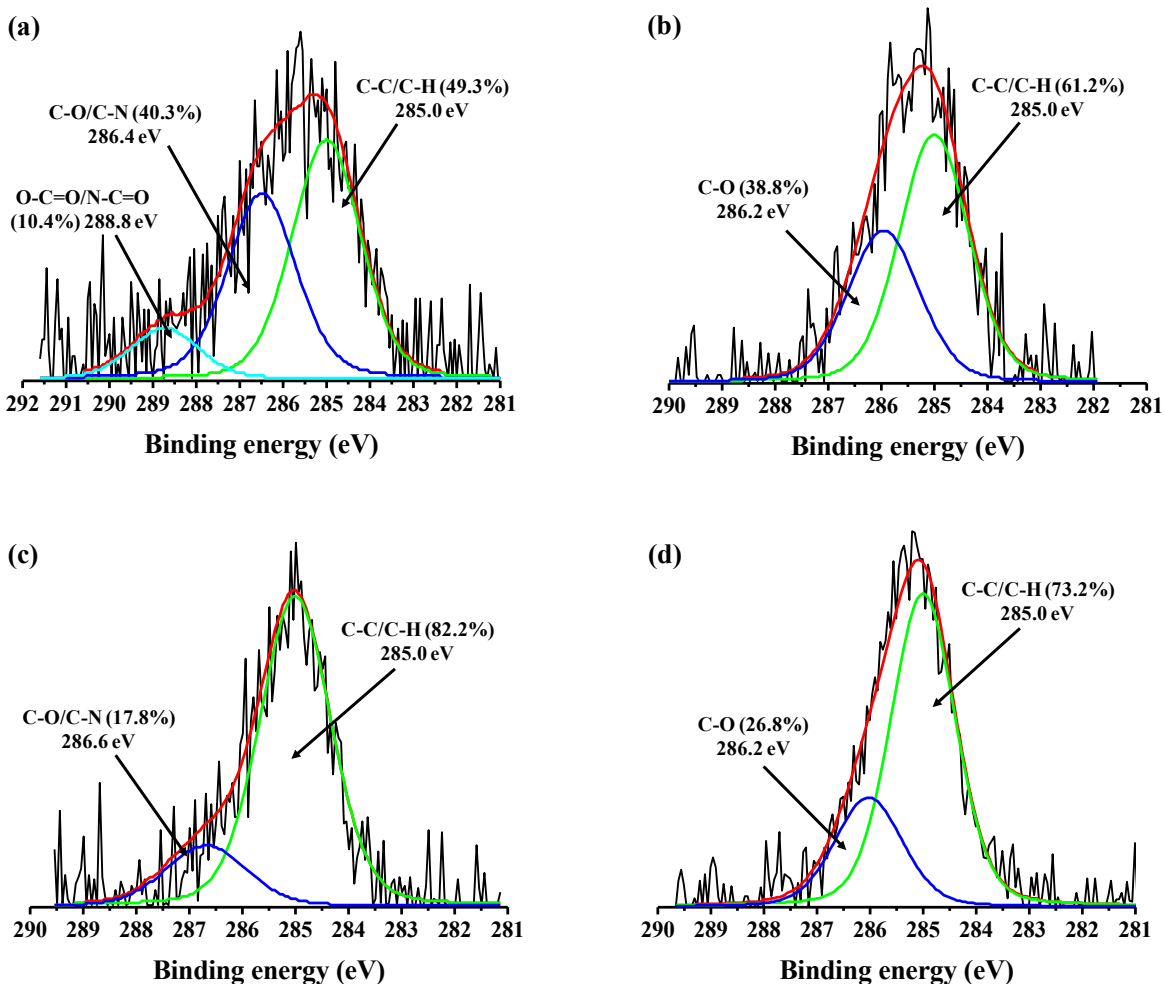 (a)
C-O/C-N (40.3%)
286.4 eV
C-C/C-H (49.3%)
285.0 eV
O-C=O/N-C=O
(10.4%) 288.8 eV
292 291 290 289 288 287 286 285 284 283 282 281
Binding energy (eV)
(b)
C-C/C-H (61.2%)
285.0 eV
C-O (38.8%)
286.2 eV
290 289 288 287 286 285 284 283 282 281
Binding energy (eV)
(c)
C-C/C-H (82.2%)
285.0 eV
C-O/C-N (17.8%)
286.6 eV
290 289 288 287 286 285 284 283 282 281
Binding energy (eV)
(d)
C-C/C-H (73.2%)
285.0 eV
C-O (26.8%)
286.2 eV
290 289 288 287 286 285 284 283 282 281
Binding energy (eV)